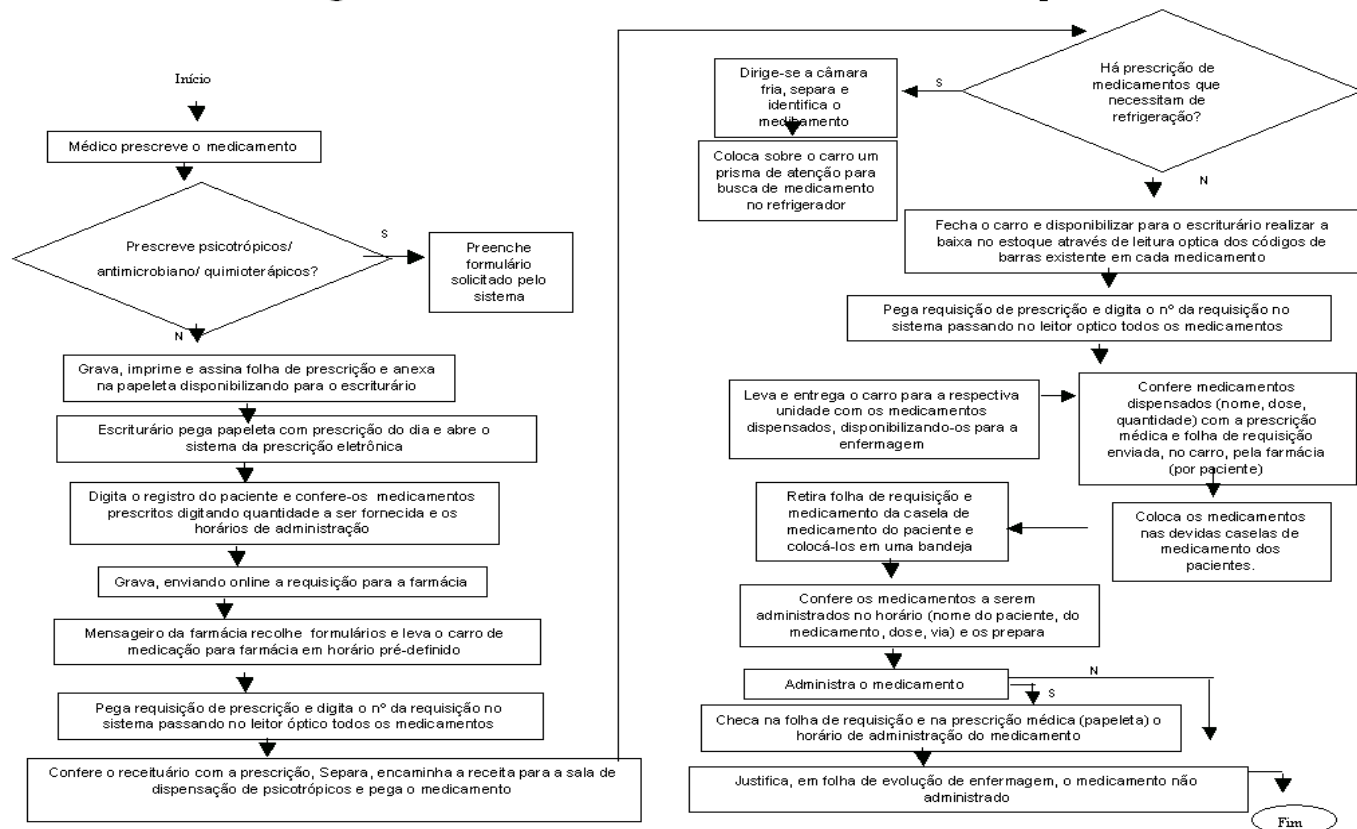 Início
Médico prescreve o medicamento
Prescreve psicotrópicos/
antimicrobiano/ quimioterápicos?
S
Preenche
formulário
solicitado pelo
sistema
N
Grava, imprime e assina folha de prescrição e anexa
na papeleta disponibilizando para o escriturário
Escriturário pega papeleta com prescrição do dia e abre o
sistema da prescrição eletrônica
Digita o registro do paciente e confere-os medicamentos
prescritos digitando quantidade a ser fornecida e os
horários de administração
Grava, enviando online a requisição para a farmácia
Mensageiro da farmácia recolhe formulários e leva o carro de
medicação para farmácia em horário pré-definido
Pega requisição de prescrição e digita o nº da requisição no
sistema passando no leitor óptico todos os medicamentos
Confere o receituário com a prescrição, Separa, encaminha a receita para a sala de
dispensação de psicotrópicos e pega o medicamento
Há prescrição de
medicamentos que
necessitam de
refrigeração?
S
Dirige-se a câmara
fria, separa e
identifica o
medicamento
Coloca sobre o carro um
prisma de atenção para
busca de medicamento
no refrigerador
N
Fecha o carro e disponibilizar para o escriturário realizar a
baixa no estoque através de leitura optica dos códigos de
barras existente em cada medicamento
Pega requisição de prescrição e digita o nº da requisição no
sistema passando no leitor optico todos os medicamentos
Leva e entrega o carro para a respectiva
unidade com os medicamentos
dispensados, disponibilizando-os para a
enfermagem
Confere medicamentos
dispensados (nome, dose,
quantidade) com a prescrição
médica e folha de requisição
enviada, no carro, pela farmácia
(por paciente)
Coloca os medicamentos
nas devidas caselas de
medicamento dos
pacientes.
Retira folha de requisição e
medicamento da casela de
medicamento do paciente e
colocá-los em uma bandeja
Confere os medicamentos a serem
administrados no horário (nome do paciente, do
medicamento, dose, via) e os prepara
Administra o medicamento
N
S
Checa na folha de requisição e na prescrição médica (papeleta) o
horário de administração do medicamento
Justifica, em folha de evolução de enfermagem, o medicamento não
administrado
Fim